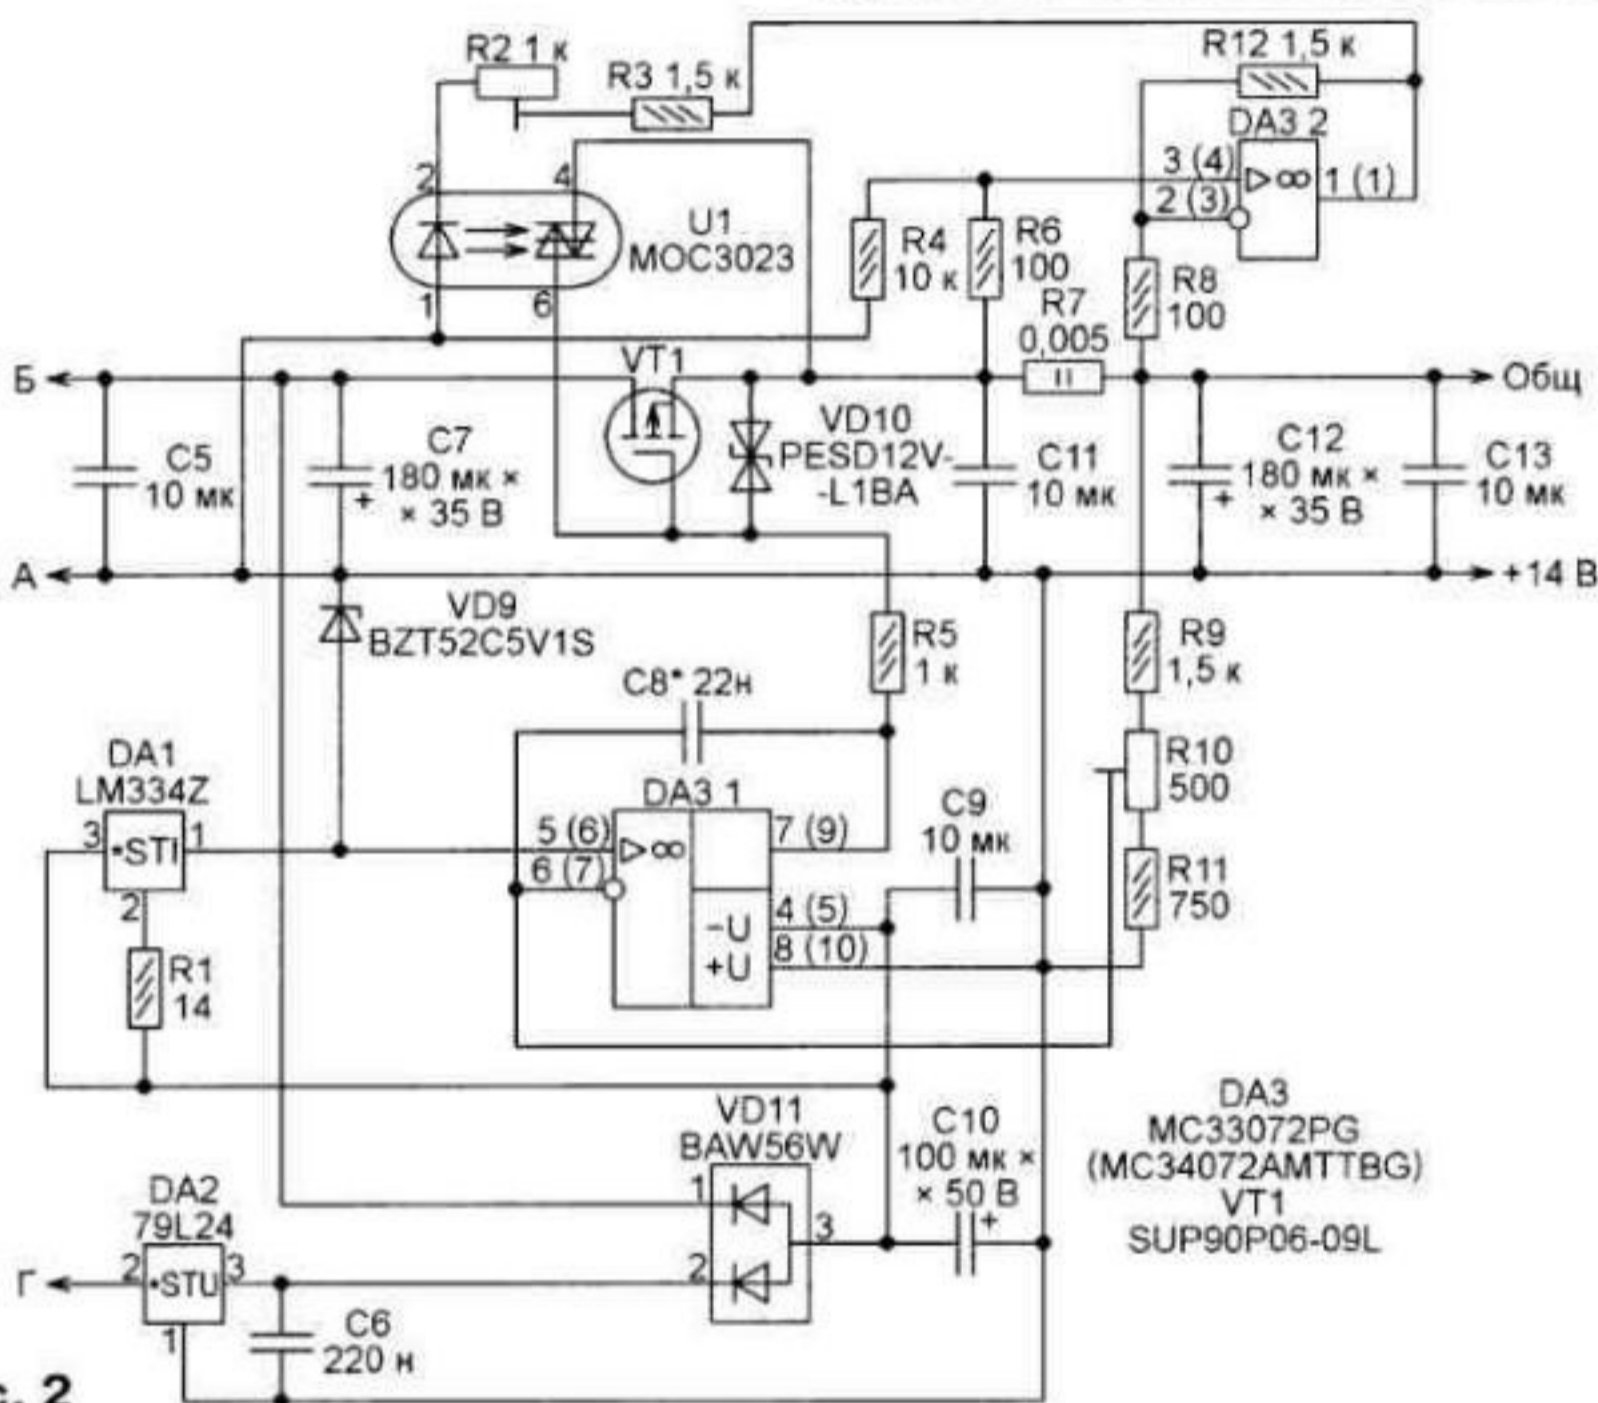 R2 1 к
R3 1,5 к
R12 1,5 к
DA3 2
2
4
3 (4)
2 (3)
▷∞
1 (1)
U1
MOC3023
R4
10 к
R6
100
R7
0,005
R8
100
1
6
VT1
Б
Общ
C5
10 мк
C7
180 мк ×
× 35 В
+
VD10
PESD12V-
-L1BA
C11
10 мк
C12
180 мк ×
× 35 В
+
C13
10 мк
А
+14 В
VD9
BZT52C5V1S
R5
1 к
R9
1,5 к
C8* 22н
R10
500
DA1
LM334Z
3
*STI
1
2
DA3 1
5 (6)
6 (7)
▷∞
7 (9)
4 (5)
-U
8 (10)
+U
C9
10 мк
R11
750
R1
14
VD11
BAW56W
1
2
3
C10
100 мк ×
× 50 В
+
DA3
MC33072PG
(MC34072AMTTBG)
VT1
SUP90P06-09L
DA2
79L24
Г
2
*STU
3
1
C6
220 н
с. 2